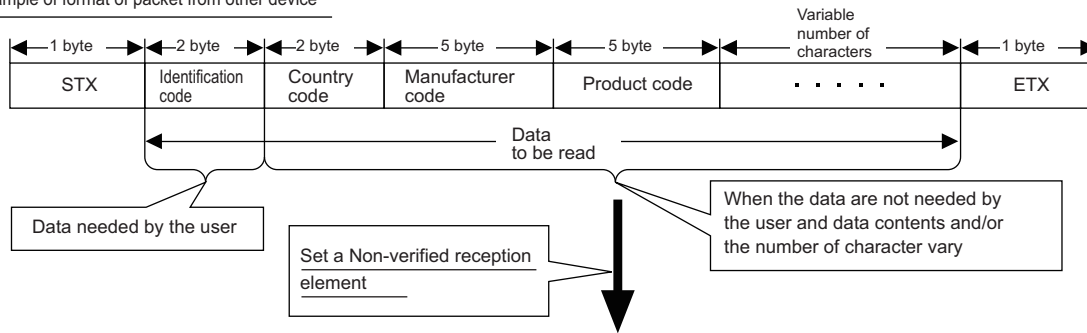 of format of packet from other device
Variable
number of
characters
1 byte
2 byte
2 byte
5 byte
5 byte
1 byte
STX
Identification
code
Country
code
Manufacturer
code
Product code
. . . . .
ETX
Data
to be read
Data needed by the user
When the data are not needed by
the user and data contents and/or
the number of character vary
Set a Non-verified reception
element